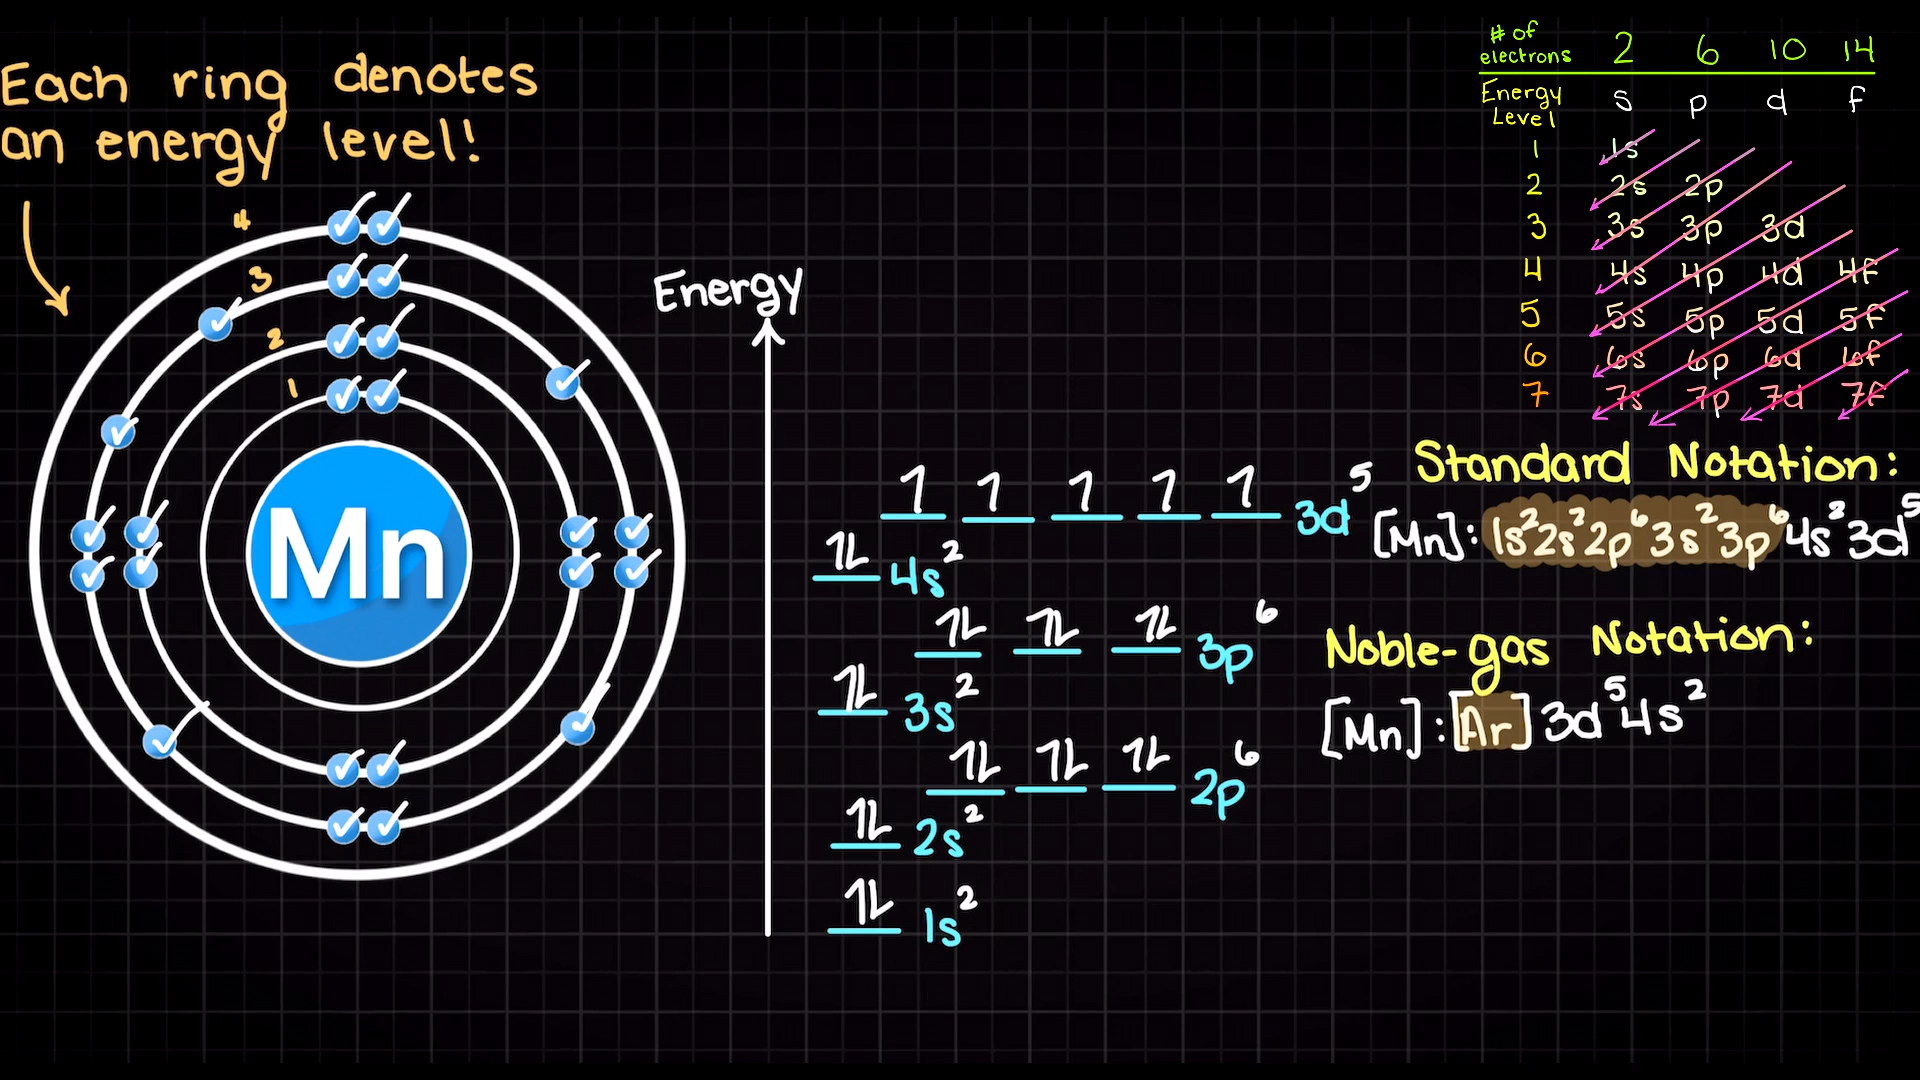 Each ring denotes
an energy level!
4
3
2
1
Mn
Energy
3d⁵
4s²
3p⁶
3s²
2p⁶
2s²
1s²
# of electrons 2 6 10 14
Energy Level s p d f
1 1s
2 2s 2p
3 3s 3p 3d
4 4s 4p 4d 4f
5 5s 5p 5d 5f
6 6s 6p 6d 6f
7 7s 7p 7d 7f
Standard Notation:
[Mn]: 1s²2s²2p⁶3s²3p⁶4s²3d⁵
Noble-gas Notation:
[Mn]: [Ar]3d⁵4s²